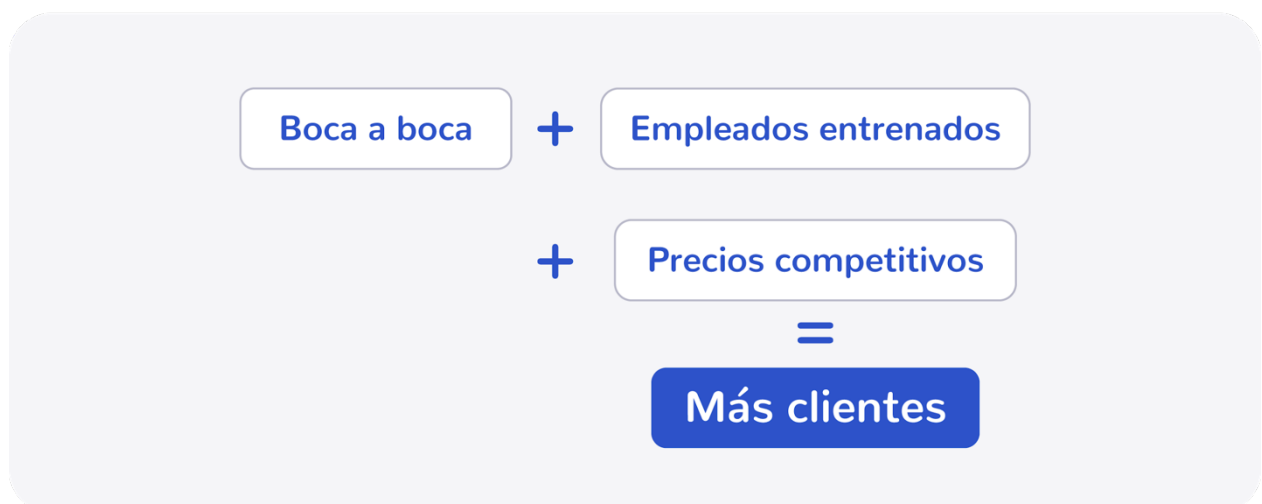 Boca a boca + Empleados entrenados
+ Precios competitivos
=
Más clientes